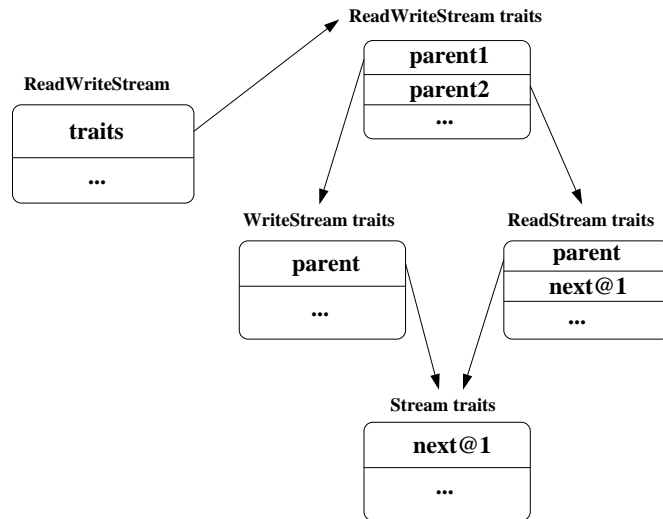 ReadWriteStream traits
parent1
parent2
...
ReadWriteStream
traits
...
WriteStream traits
parent
...
ReadStream traits
parent
next@1
...
Stream traits
next@1
...